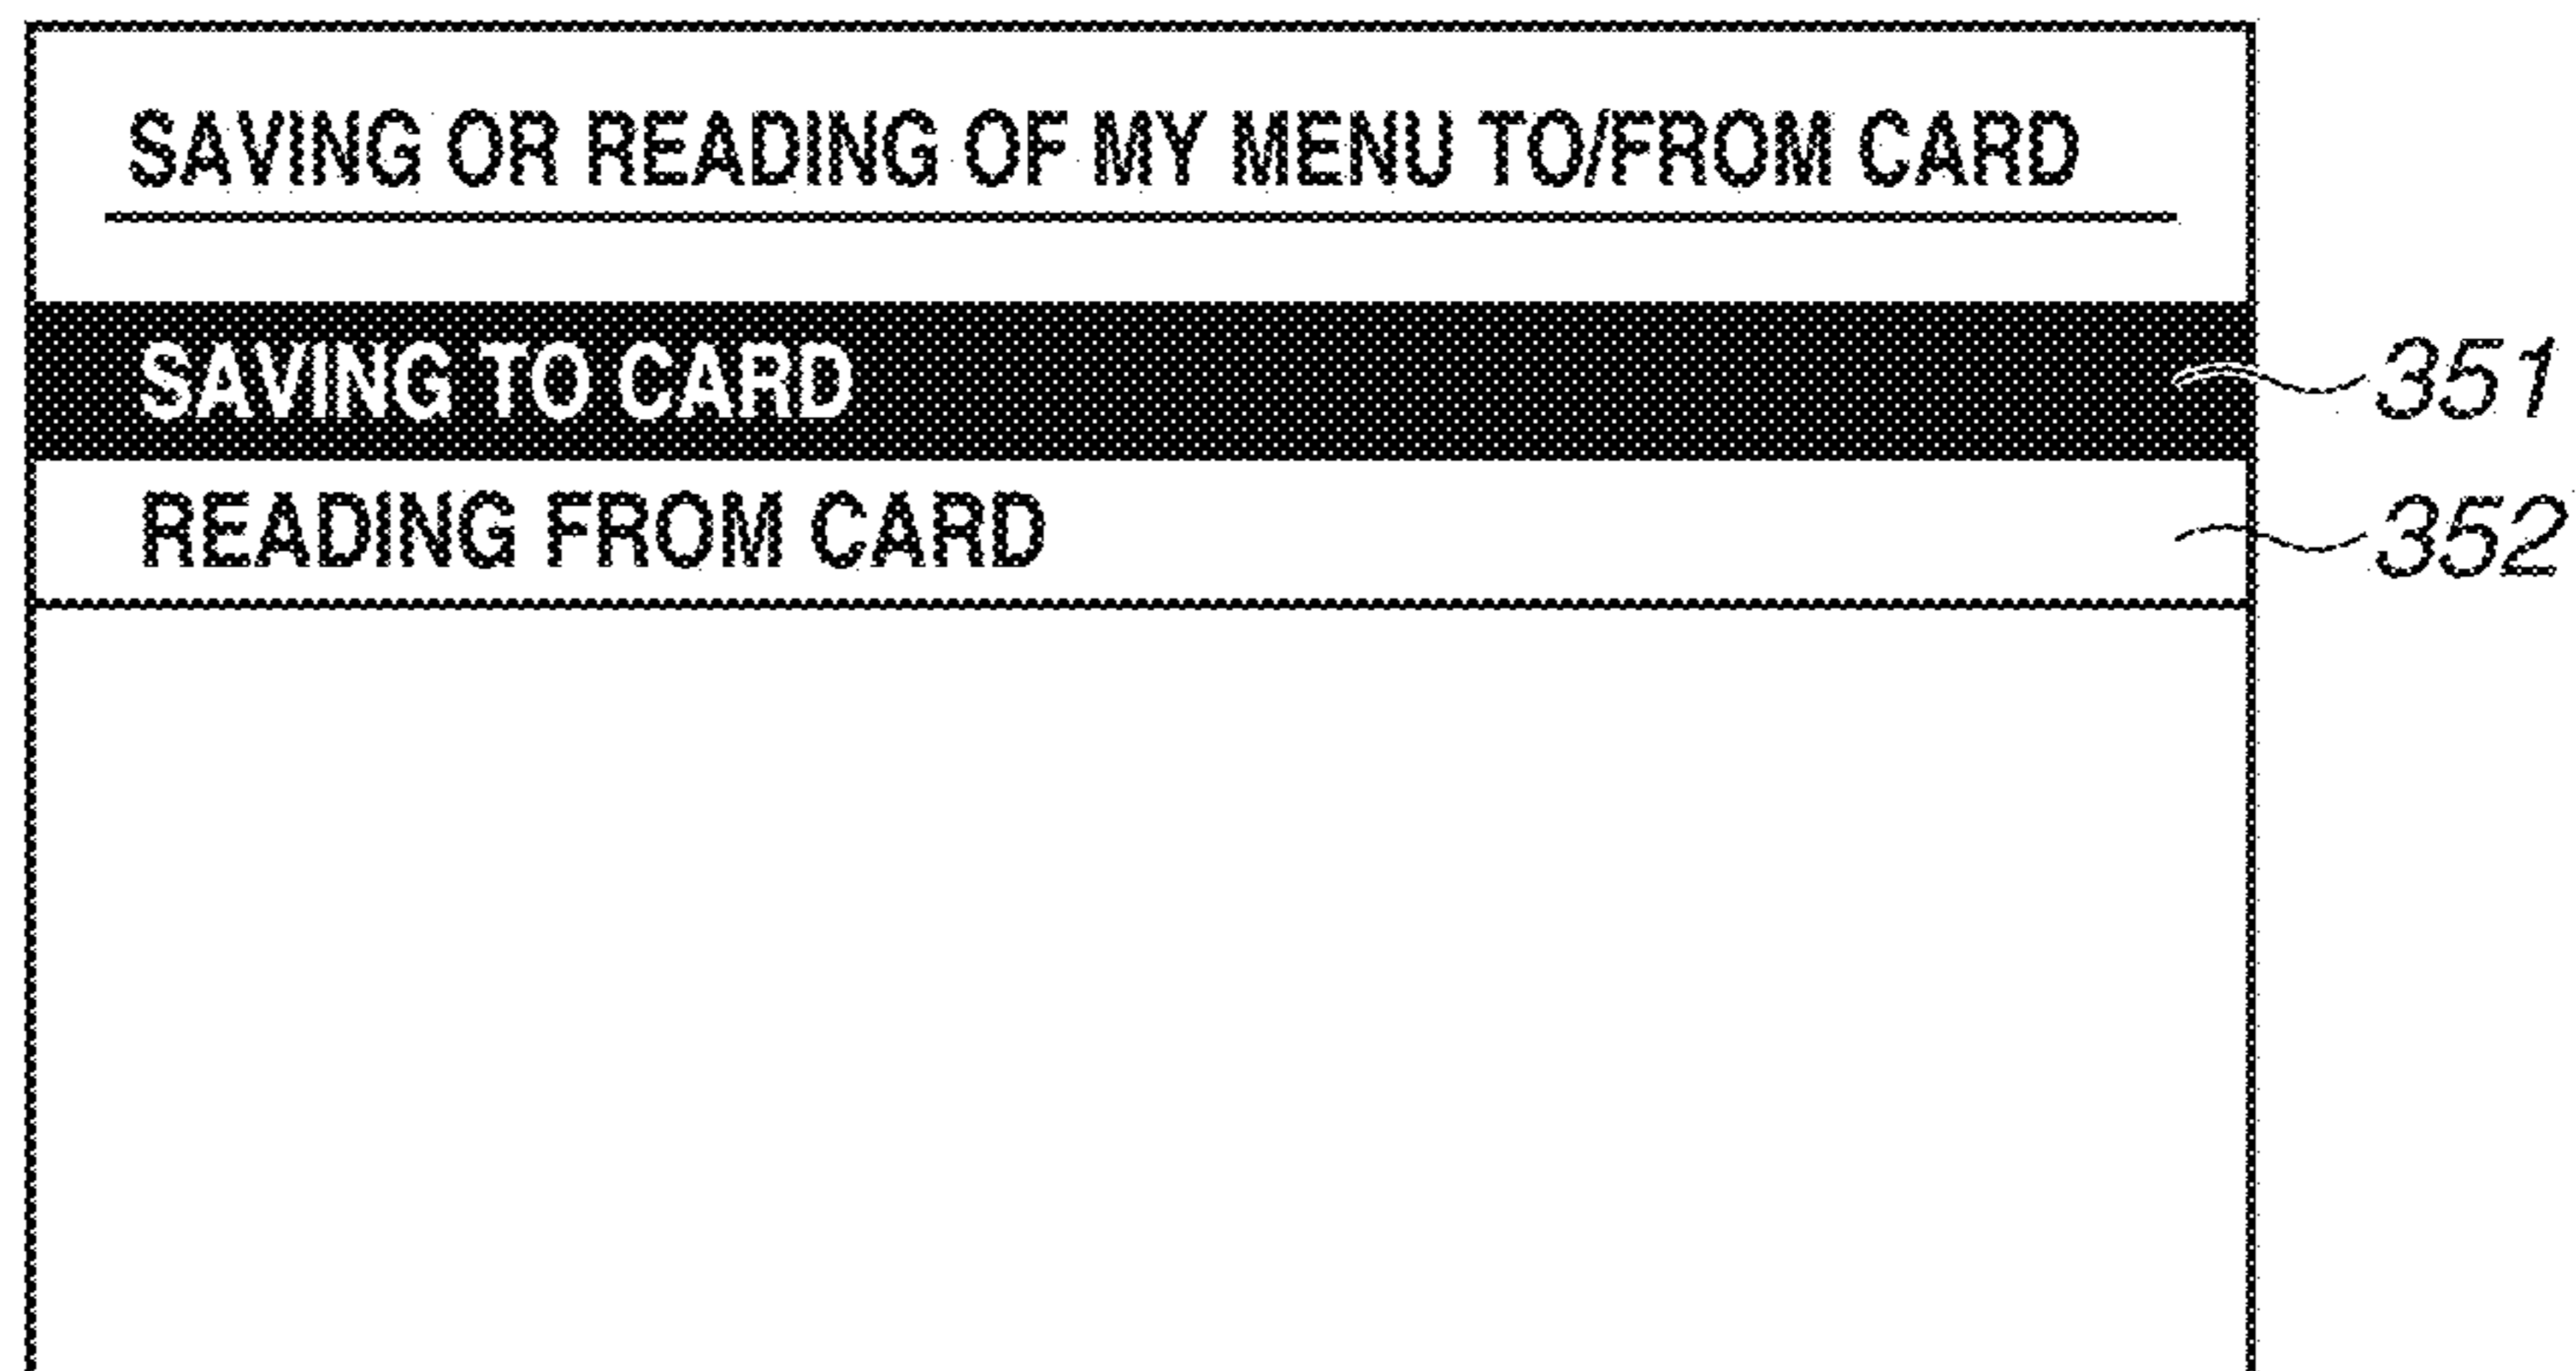 SAVING OR READING OF MY MENU TO/FROM CARD
SAVING TO CARD 351
READING FROM CARD 352